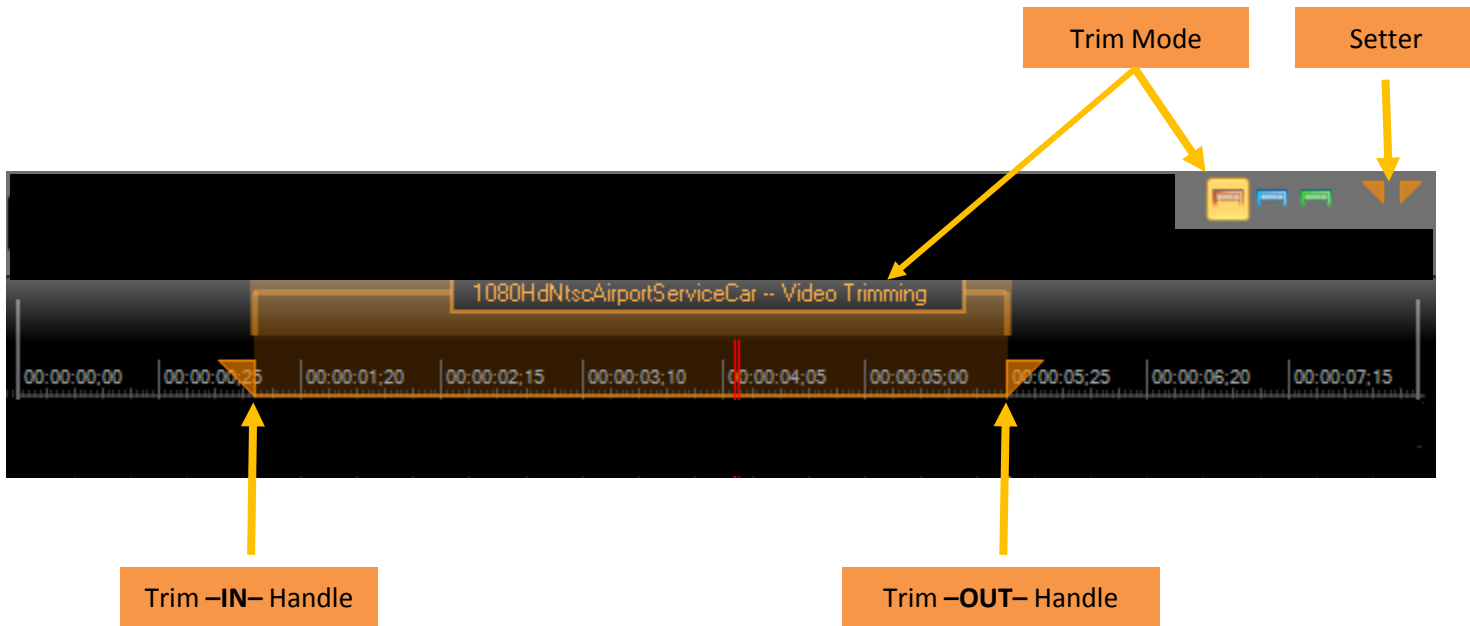 Trim Mode
Setter
1080HdNtscAirportServiceCar -- Video Trimming
00:00:00;00 00:00:00;25 00:00:01;20 00:00:02;15 00:00:03;10 00:00:04;05 00:00:05;00 00:00:05;25 00:00:06;20 00:00:07;15
Trim –IN– Handle
Trim –OUT– Handle